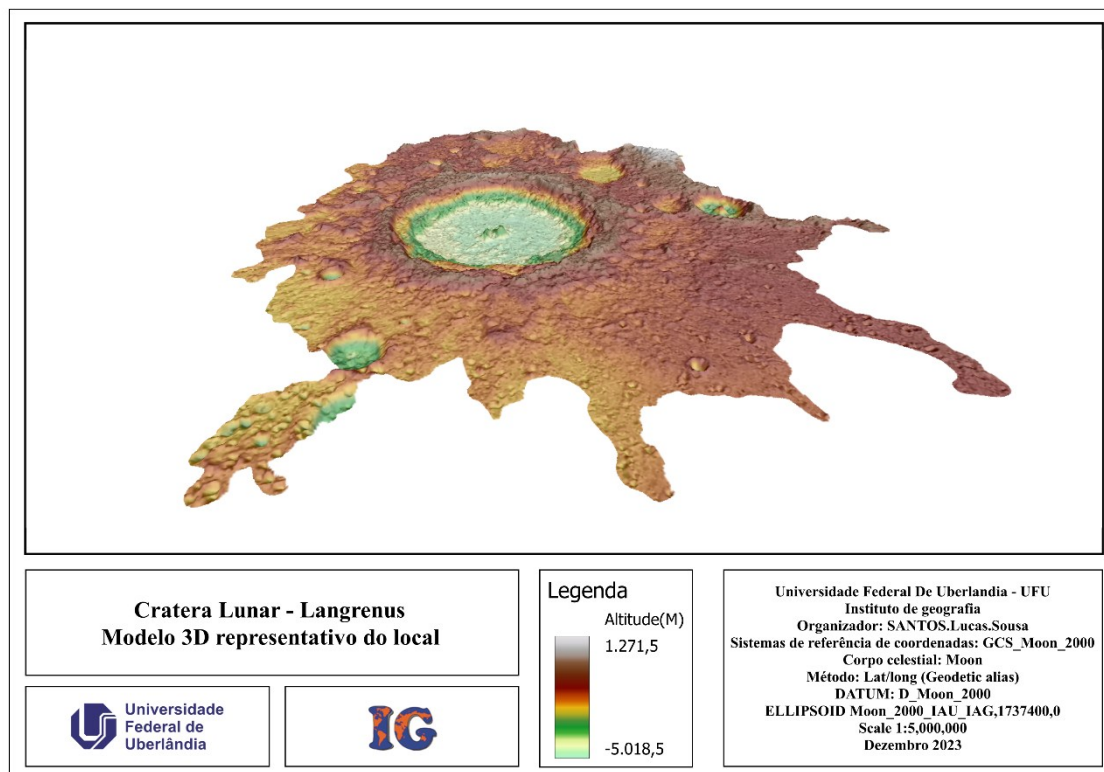 Cratera Lunar - Langrenus
Modelo 3D representativo do local
Universidade
Federal de
Uberlândia
IG
Legenda
Altitude(M)
1.271,5
-5.018,5
Universidade Federal De Uberlandia - UFU
Instituto de geografia
Organizador: SANTOS.Lucas.Sousa
Sistemas de referência de coordenadas: GCS_Moon_2000
Corpo celestial: Moon
Método: Lat/long (Geodetic alias)
DATUM: D_Moon_2000
ELLIPSOID Moon_2000_IAU_IAG,1737400,0
Scale 1:5,000,000
Dezembro 2023